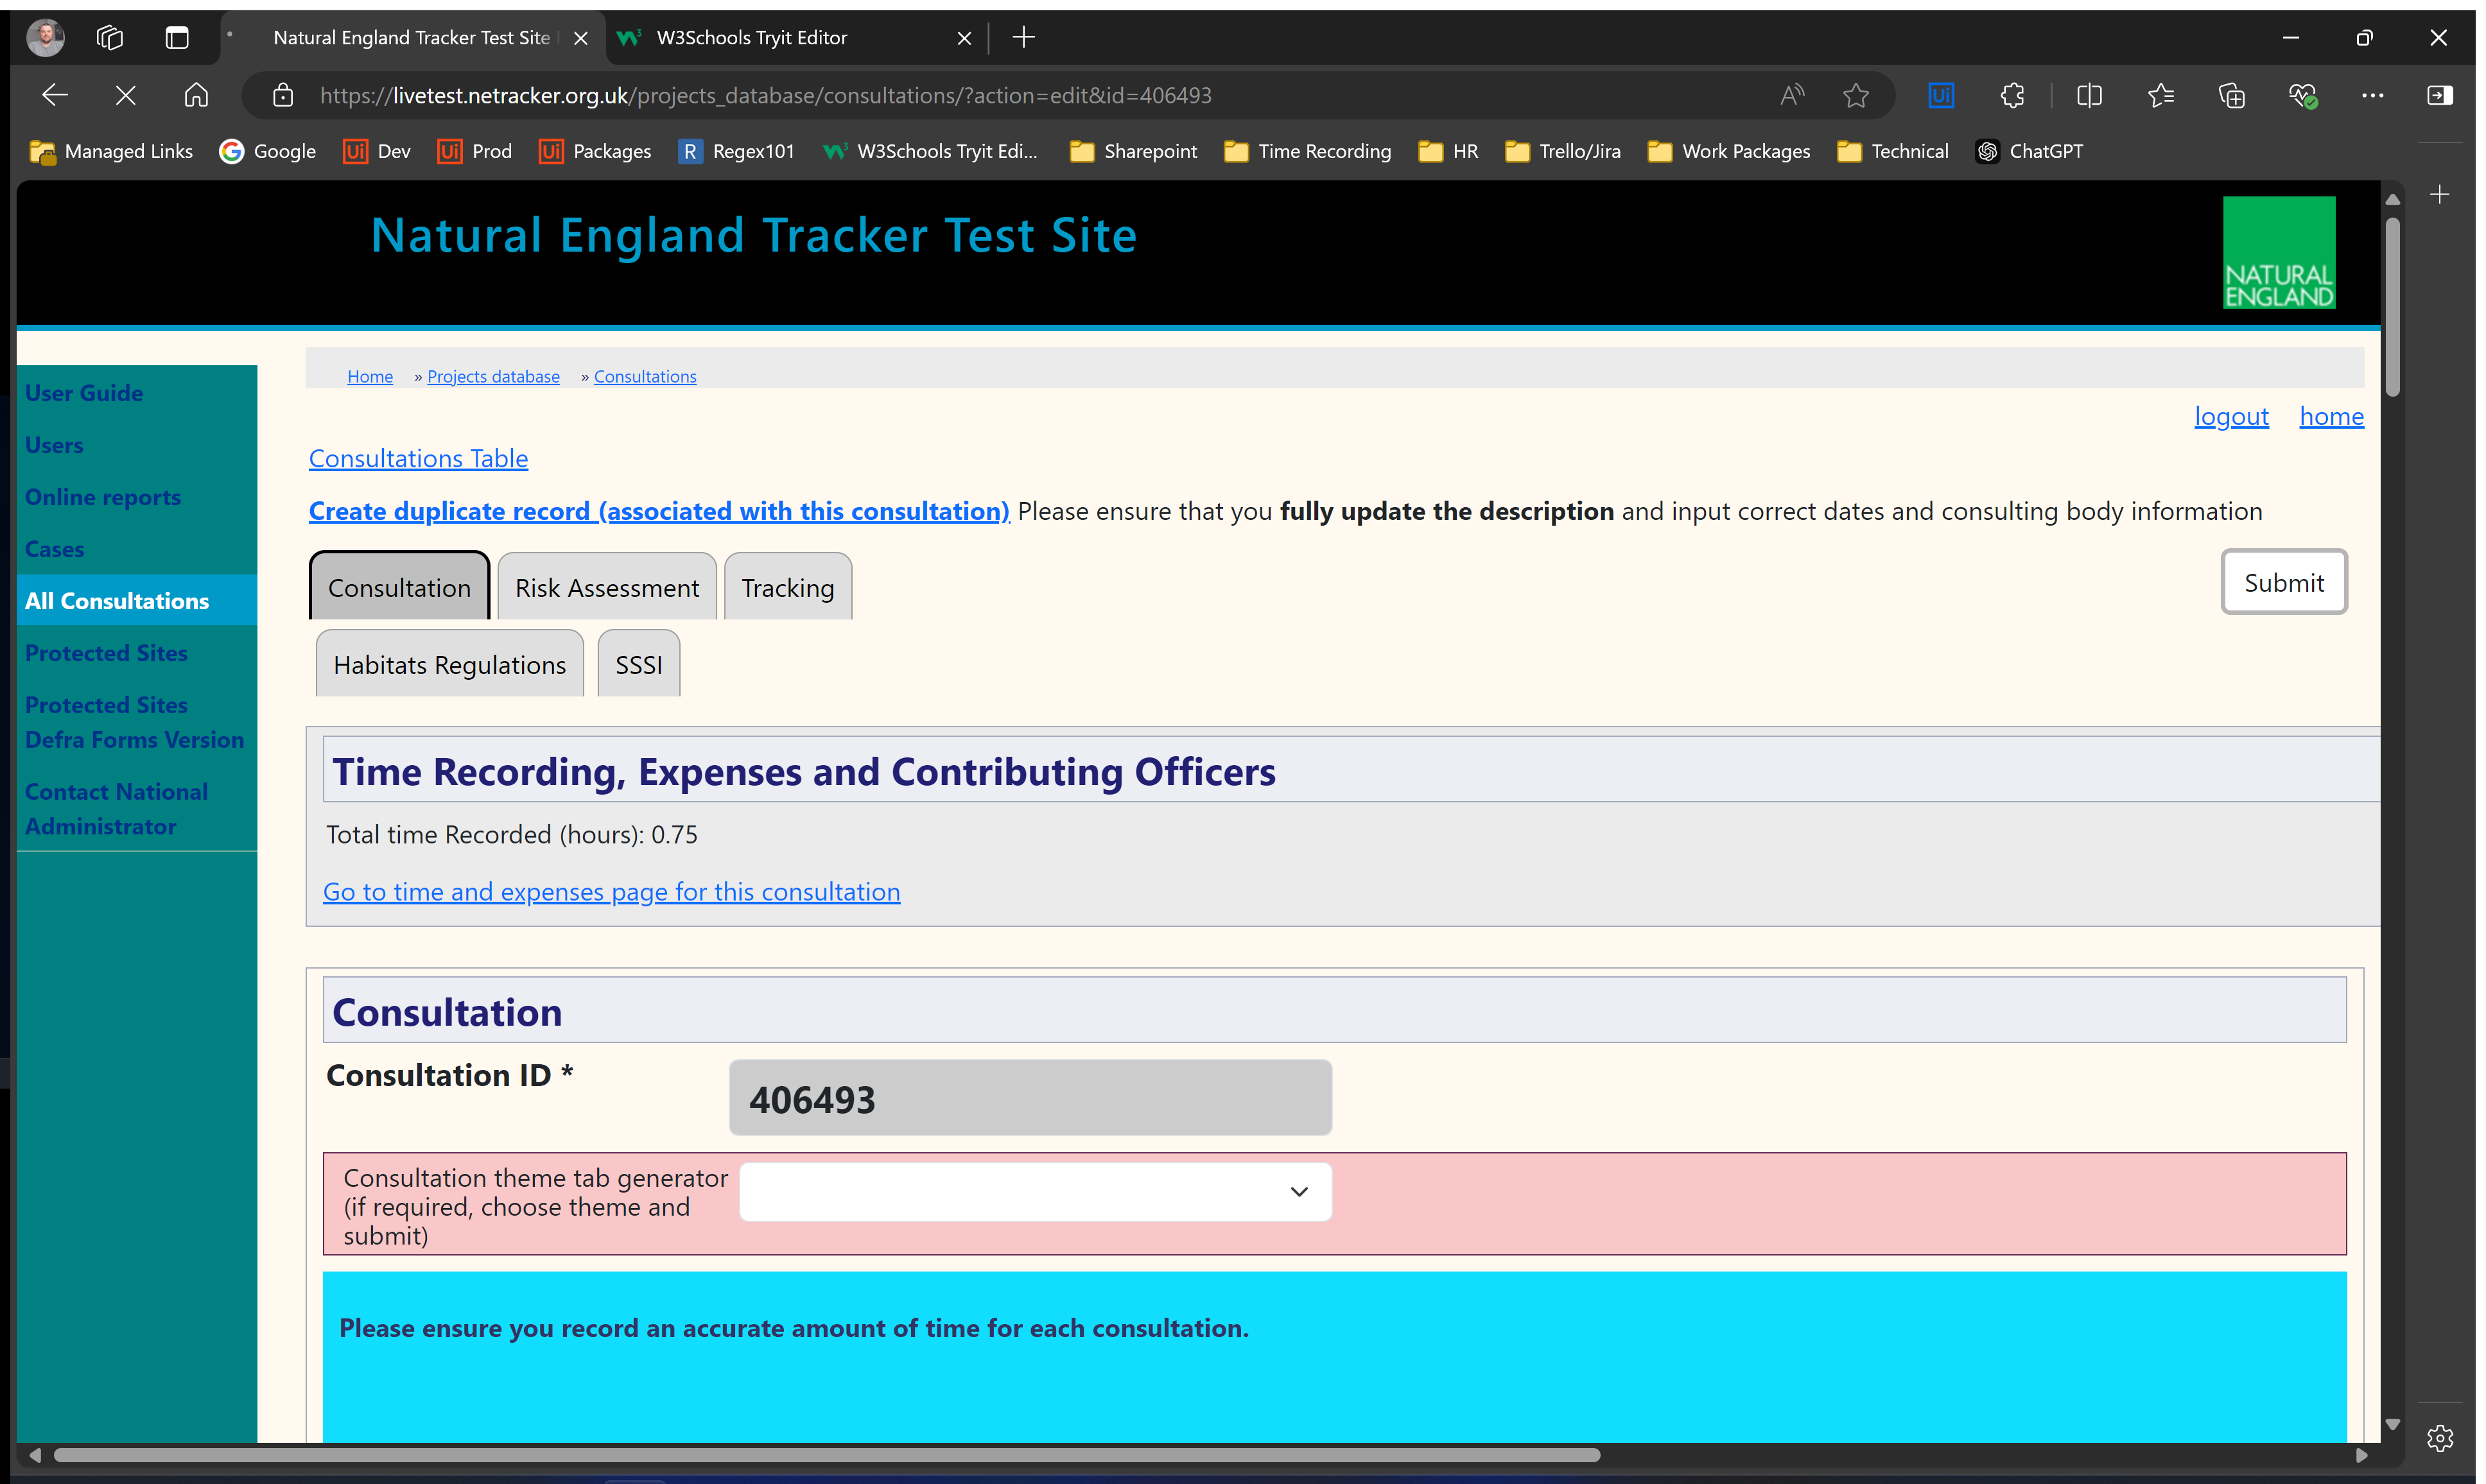 Natural England Tracker Test Site
W3Schools Tryit Editor
https://livetest.netracker.org.uk/projects_database/consultations/?action=edit&id=406493
Managed Links Google Dev Prod Packages Regex101 W3Schools Tryit Edi... Sharepoint Time Recording HR Trello/Jira Work Packages Technical ChatGPT
Natural England Tracker Test Site
NATURAL
ENGLAND
Home » Projects database » Consultations
logout home
User Guide
Users
Online reports
Cases
All Consultations
Protected Sites
Protected Sites
Defra Forms Version
Contact National
Administrator
Consultations Table
Create duplicate record (associated with this consultation) Please ensure that you fully update the description and input correct dates and consulting body information
Consultation Risk Assessment Tracking
Submit
Habitats Regulations SSSI
Time Recording, Expenses and Contributing Officers
Total time Recorded (hours): 0.75
Go to time and expenses page for this consultation
Consultation
Consultation ID * 406493
Consultation theme tab generator
(if required, choose theme and
submit)
Please ensure you record an accurate amount of time for each consultation.